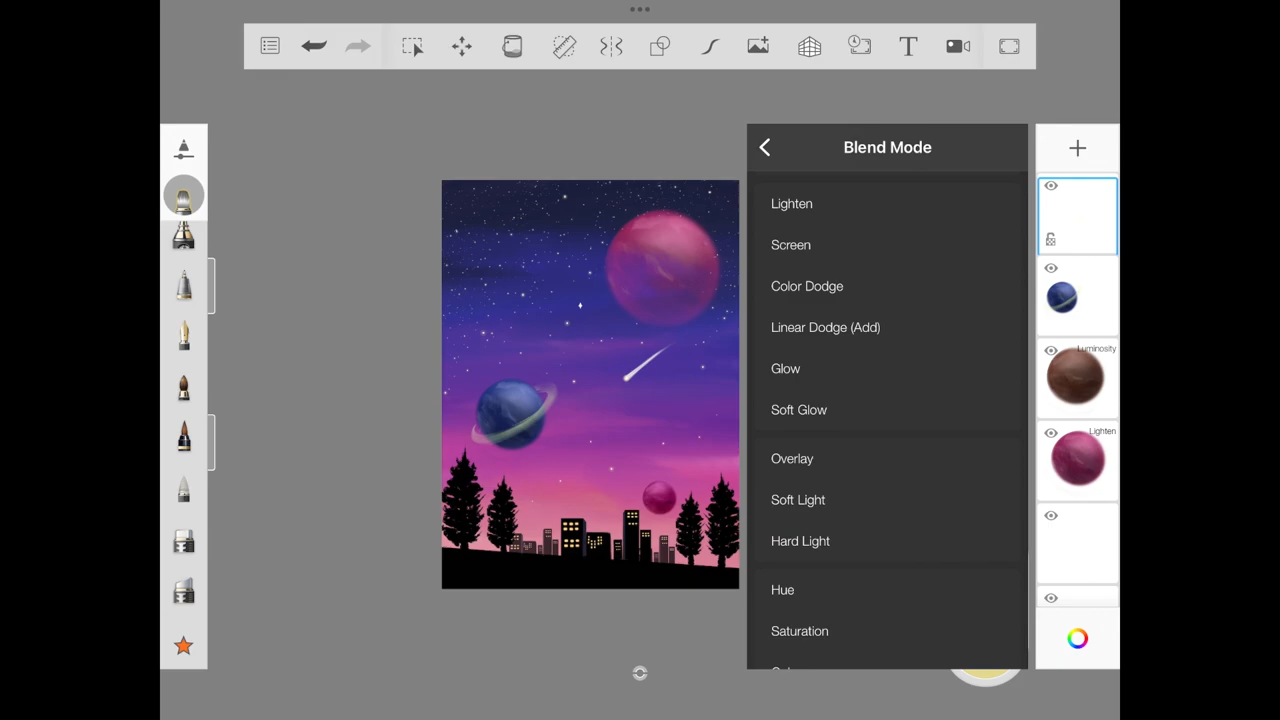 T
Blend Mode
Lighten
Screen
Color Dodge
Linear Dodge (Add)
Glow
Soft Glow
Overlay
Soft Light
Hard Light
Hue
Saturation
Luminosity
Lighten